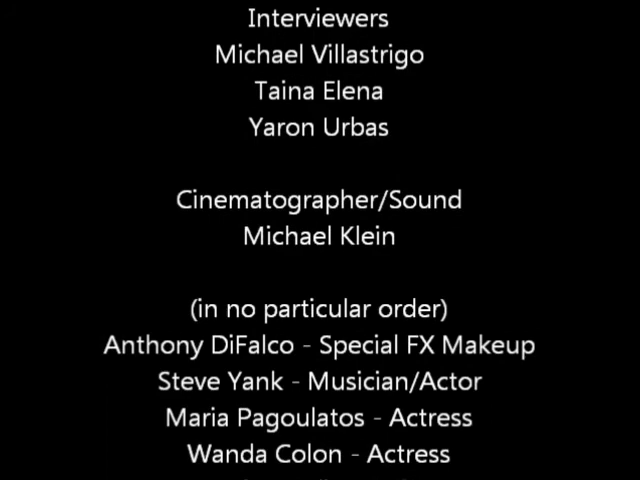 Interviewers
Michael Villastrigo
Taina Elena
Yaron Urbas
Cinematographer/Sound
Michael Klein
(in no particular order)
Anthony DiFalco - Special FX Makeup
Steve Yank - Musician/Actor
Maria Pagoulatos - Actress
Wanda Colon - Actress